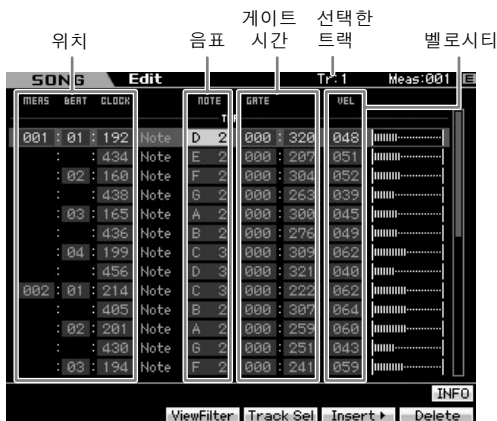 위치
음표
게이트 시간
선택한 트랙
벨로시티
SONG Edit Tr:1 Meas:001 E
MEAS BEAT CLOCK NOTE GATE VEL
001 : 01 : 192 Note D 2 000 : 320 048
: : 434 Note E 2 000 : 207 051
: 02 : 160 Note F 2 000 : 304 052
: : 438 Note G 2 000 : 263 039
: 03 : 165 Note A 2 000 : 300 045
: : 436 Note B 2 000 : 276 049
: 04 : 199 Note C 3 000 : 309 062
: : 456 Note D 3 000 : 321 040
002 : 01 : 214 Note C 3 000 : 222 062
: : 405 Note B 2 000 : 307 064
: 02 : 201 Note A 2 000 : 259 060
: : 430 Note G 2 000 : 251 043
: 03 : 194 Note F 2 000 : 241 059
INFO
ViewFilter Track Sel Insert Delete